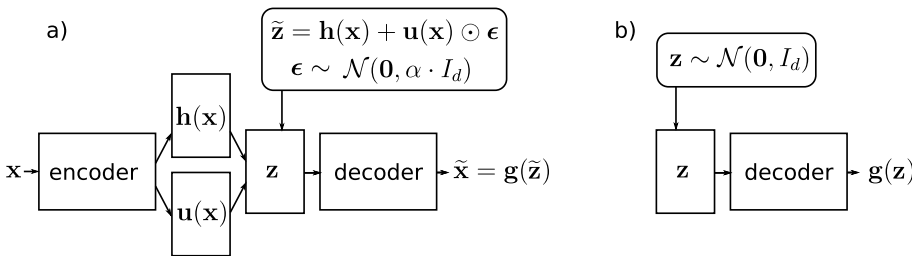 a)
z̃ = h(x) + u(x) ⊙ ϵ
ϵ ∼ 𝒩(0, α · I_d)
x
encoder
h(x)
u(x)
z
decoder
x̃ = g(z̃)
b)
z ∼ 𝒩(0, I_d)
z
decoder
g(z)